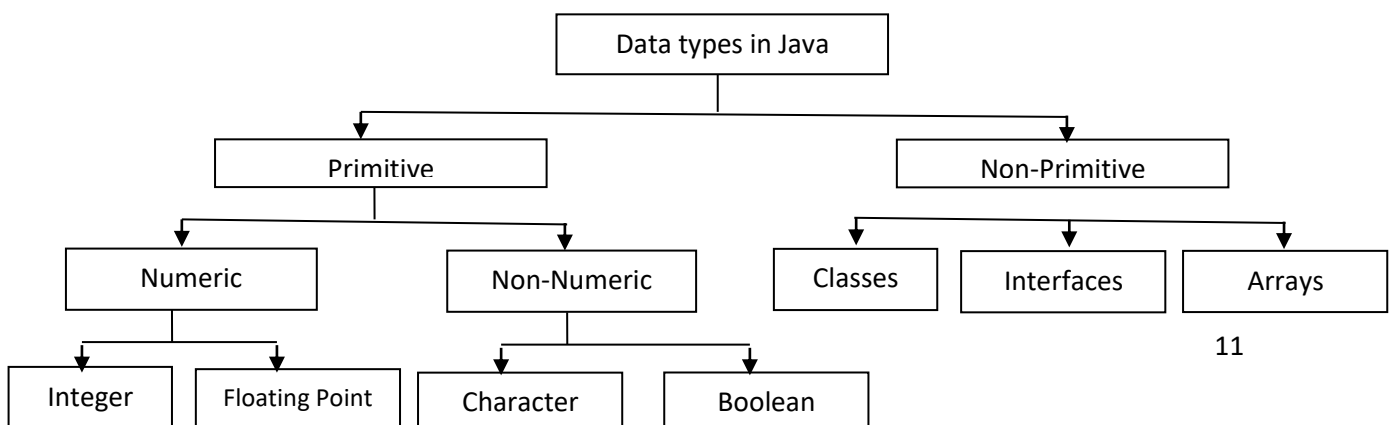 Data types in Java
Primitive
Non-Primitive
Numeric
Non-Numeric
Classes
Interfaces
Arrays
11
Integer
Floating Point
Character
Boolean